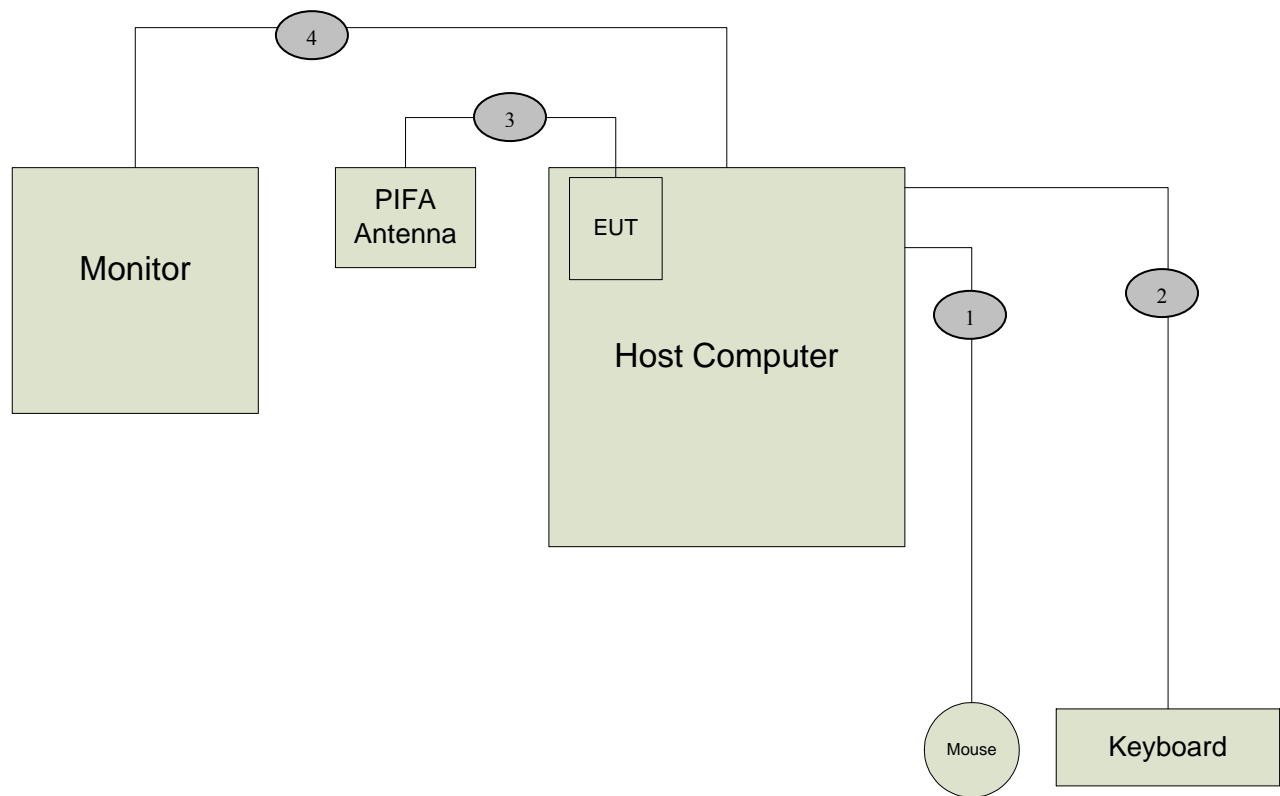 4
3
PIFA
Antenna
EUT
Monitor
2
1
Host Computer
Mouse
Keyboard